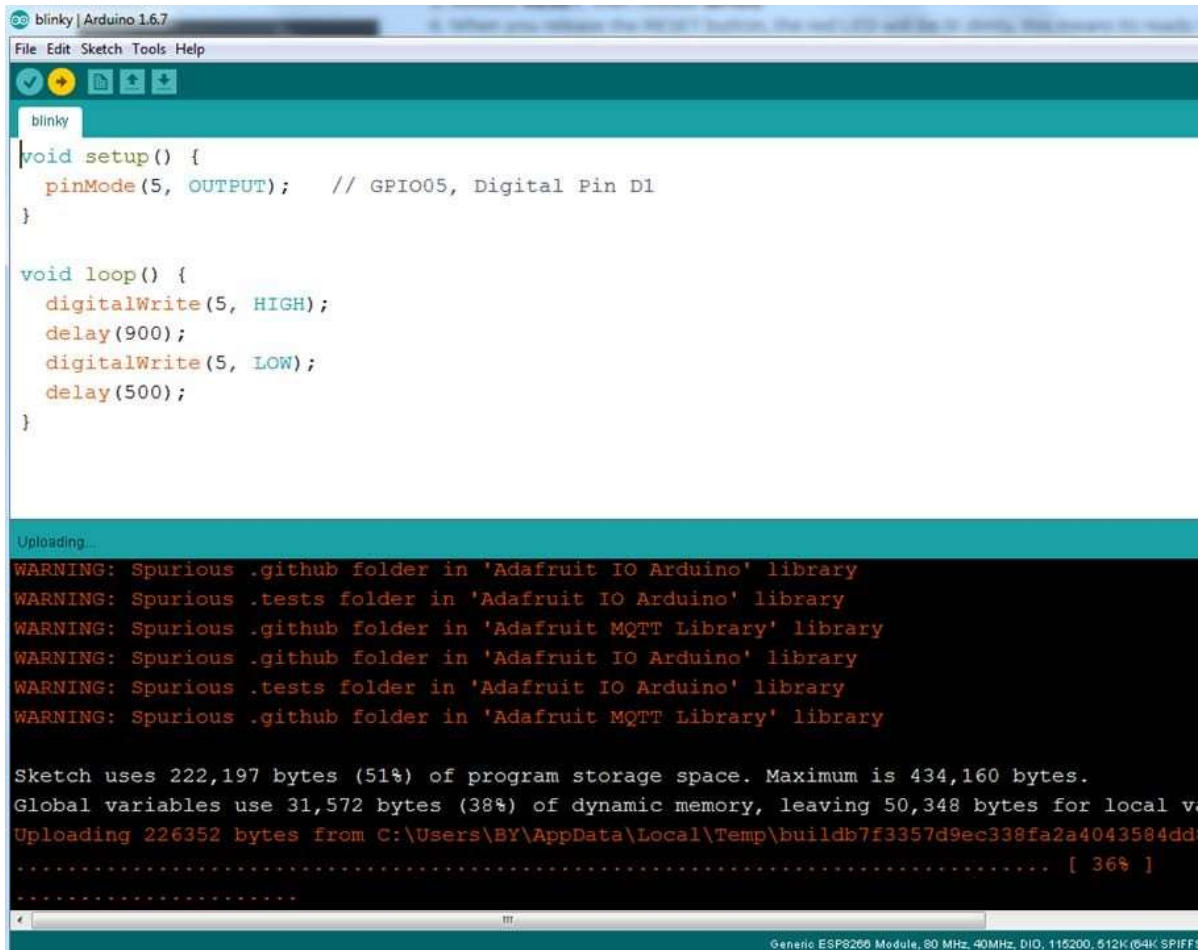 blinky | Arduino 1.6.7
File Edit Sketch Tools Help
blinky
void setup() {
  pinMode(5, OUTPUT);   // GPIO05, Digital Pin D1
}
void loop() {
  digitalWrite(5, HIGH);
  delay(900);
  digitalWrite(5, LOW);
  delay(500);
}
Uploading...
WARNING: Spurious .github folder in 'Adafruit IO Arduino' library
WARNING: Spurious .tests folder in 'Adafruit IO Arduino' library
WARNING: Spurious .github folder in 'Adafruit MQTT Library' library
WARNING: Spurious .github folder in 'Adafruit IO Arduino' library
WARNING: Spurious .tests folder in 'Adafruit IO Arduino' library
WARNING: Spurious .github folder in 'Adafruit MQTT Library' library
Sketch uses 222,197 bytes (51%) of program storage space. Maximum is 434,160 bytes.
Global variables use 31,572 bytes (38%) of dynamic memory, leaving 50,348 bytes for local va
Uploading 226352 bytes from C:\Users\BY\AppData\Local\Temp\buildb7f3357d9ec338fa2a4043584dd
................................................................................ [ 36% ]
......................
Generic ESP8266 Module, 80 MHz, 40MHz, DIO, 115200, 512K (64K SPIFF